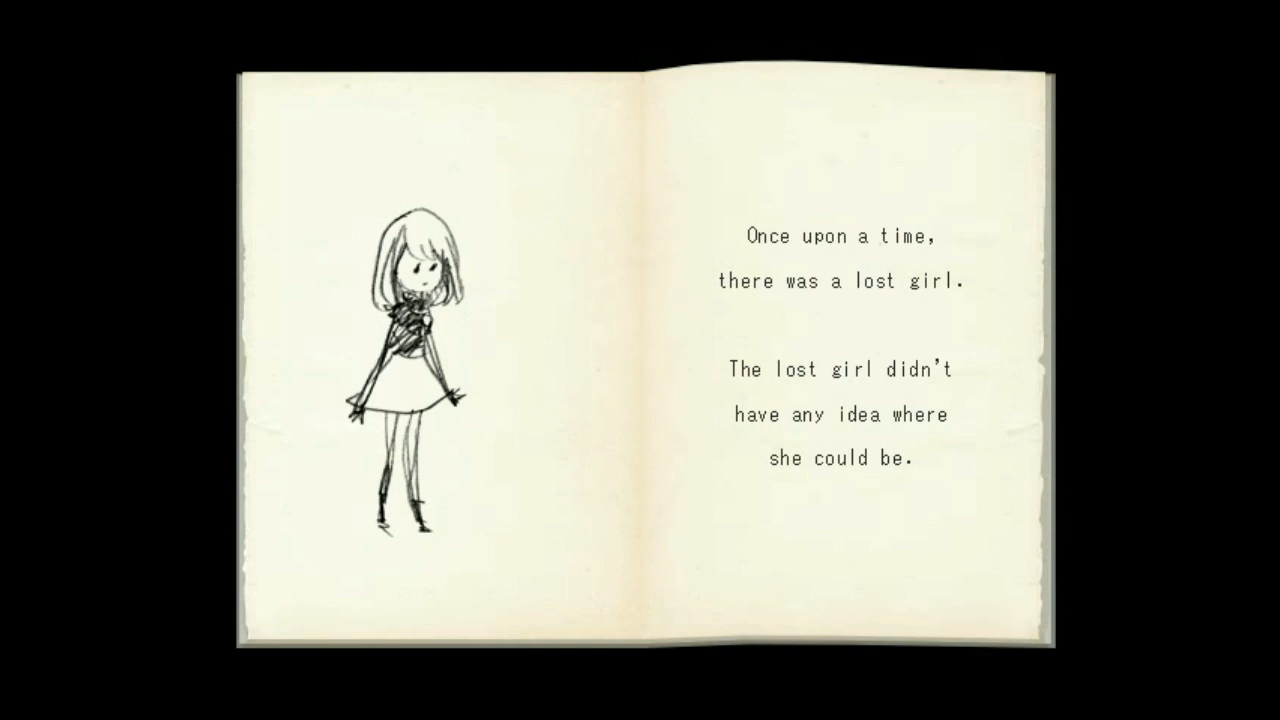 Once upon a time,
there was a lost girl.
The lost girl didn't
have any idea where
she could be.